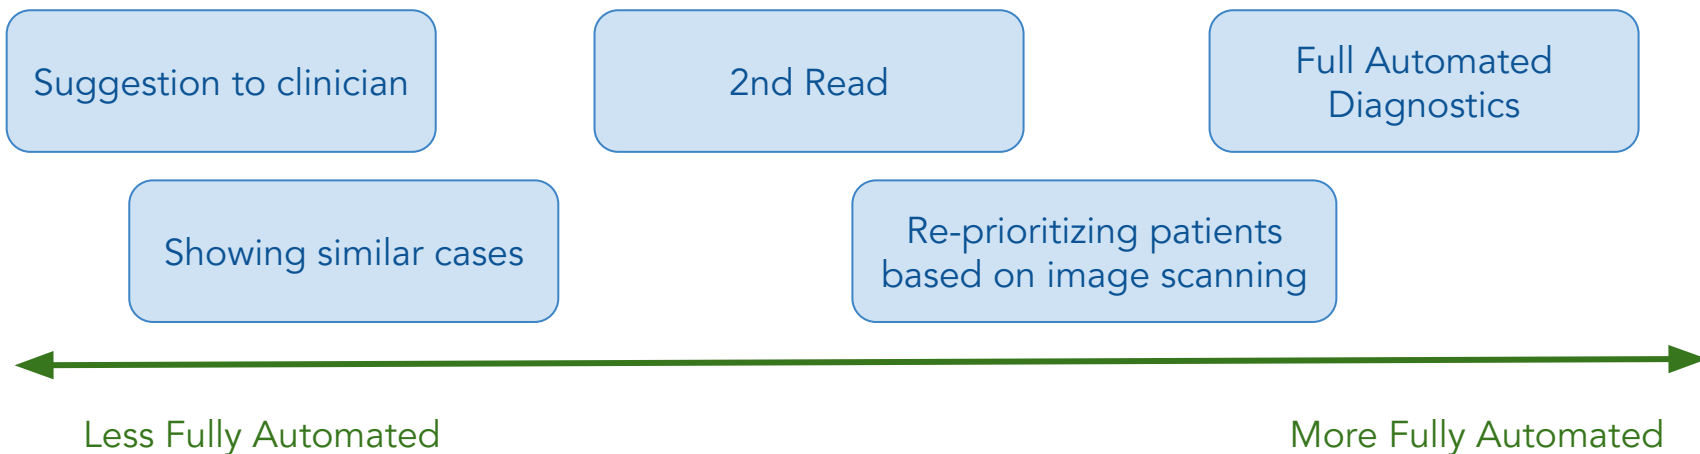 Suggestion to clinician
2nd Read
Full Automated
Diagnostics
Showing similar cases
Re-prioritizing patients
based on image scanning
Less Fully Automated
More Fully Automated